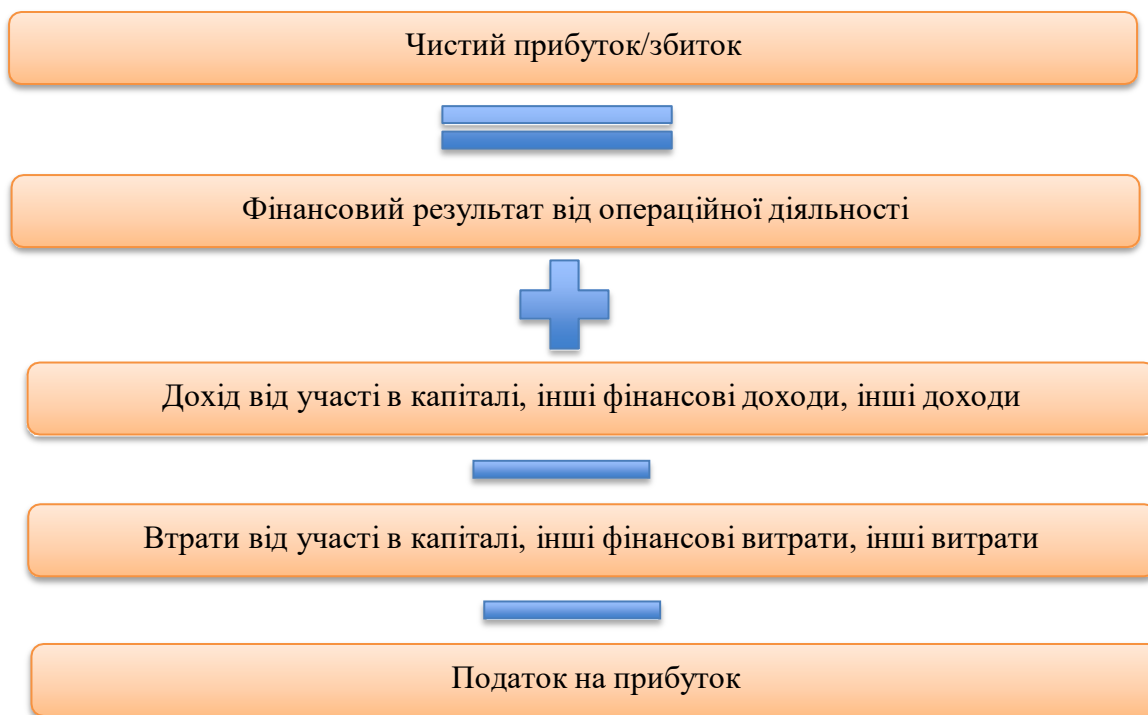 Чистий прибуток/збиток
Фінансовий результат від операційної діяльності
Дохід від участі в капіталі, інші фінансові доходи, інші доходи
Втрати від участі в капіталі, інші фінансові витрати, інші витрати
Податок на прибуток